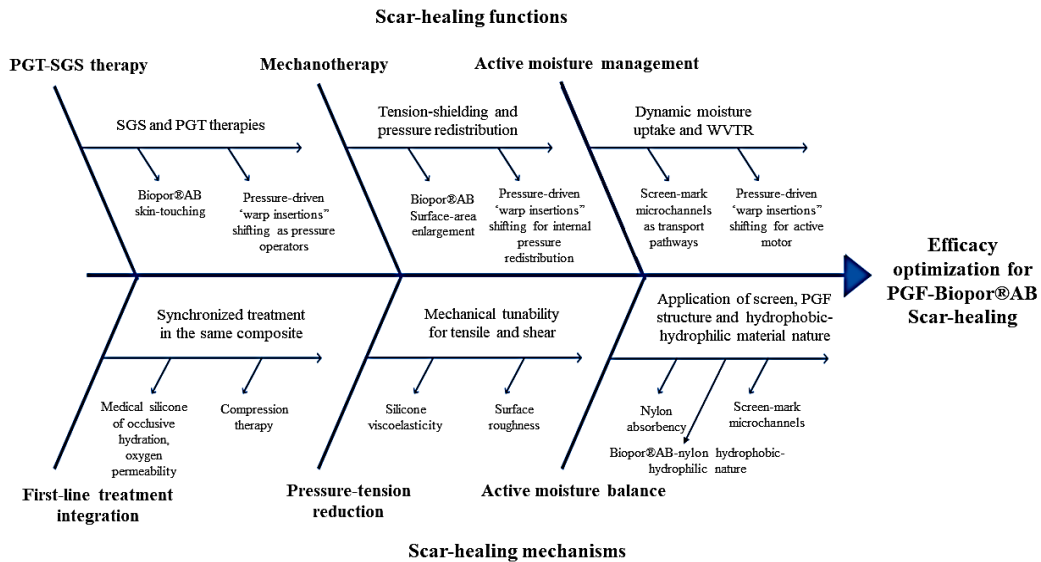 Scar-healing functions
PGT-SGS therapy
Mechanotherapy
Active moisture management
SGS and PGT therapies
Tension-shielding and
pressure redistribution
Dynamic moisture
uptake and WVTR
Biopor®AB
skin-touching
Pressure-driven
‘warp insertions”
shifting as pressure
operators
Biopor®AB
Surface-area
enlargement
Pressure-driven
‘warp insertions”
shifting for internal
pressure
redistribution
Screen-mark
microchannels
as transport
pathways
Pressure-driven
‘warp insertions”
shifting for active
motor
Efficacy
optimization for
PGF-Biopor®AB
Scar-healing
Synchronized treatment
in the same composite
Mechanical tunability
for tensile and shear
Application of screen, PGF
structure and hydrophobic-
hydrophilic material nature
Medical silicone
of occlusive
hydration,
oxygen
permeability
Compression
therapy
Silicone
viscoelasticity
Surface
roughness
Nylon
absorbency
Screen-mark
microchannels
Biopor®AB-nylon hydrophobic-
hydrophilic nature
First-line treatment
integration
Pressure-tension
reduction
Active moisture balance
Scar-healing mechanisms